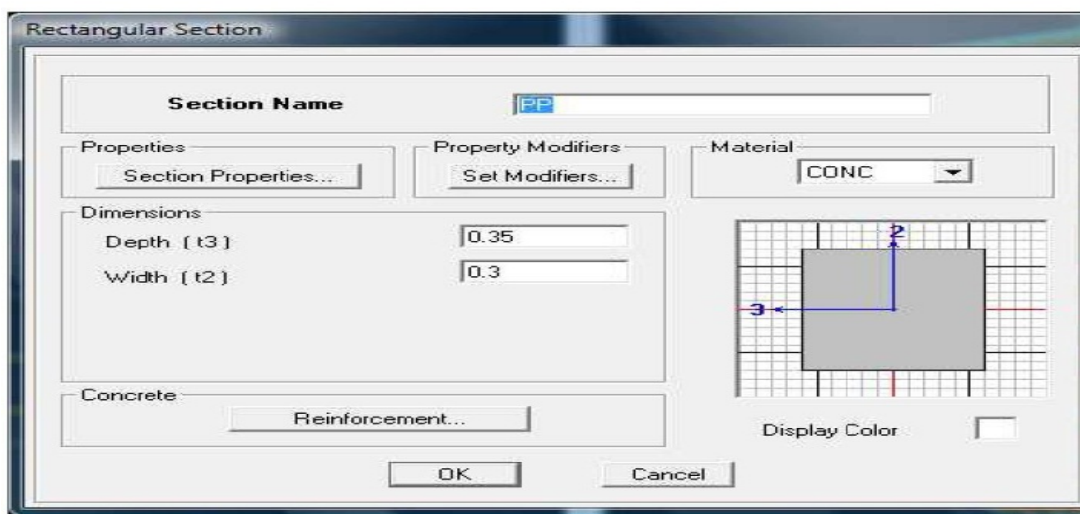 Rectangular Section
Section Name
PP
Properties
Section Properties...
Property Modifiers
Set Modifiers...
Material
CONC
Dimensions
Depth ( t3 )
0.35
Width ( t2 )
0.3
2
3
Concrete
Reinforcement...
Display Color
OK
Cancel